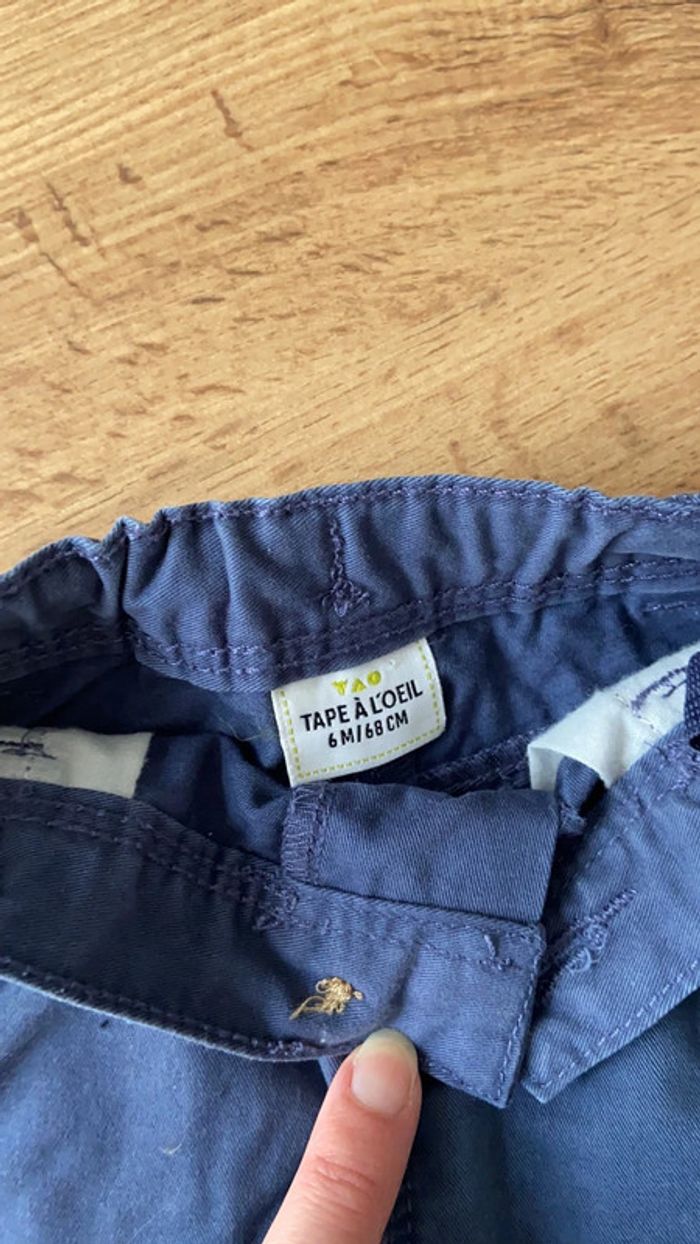 TAO
TAPE À L'OEIL
6 M/68 CM